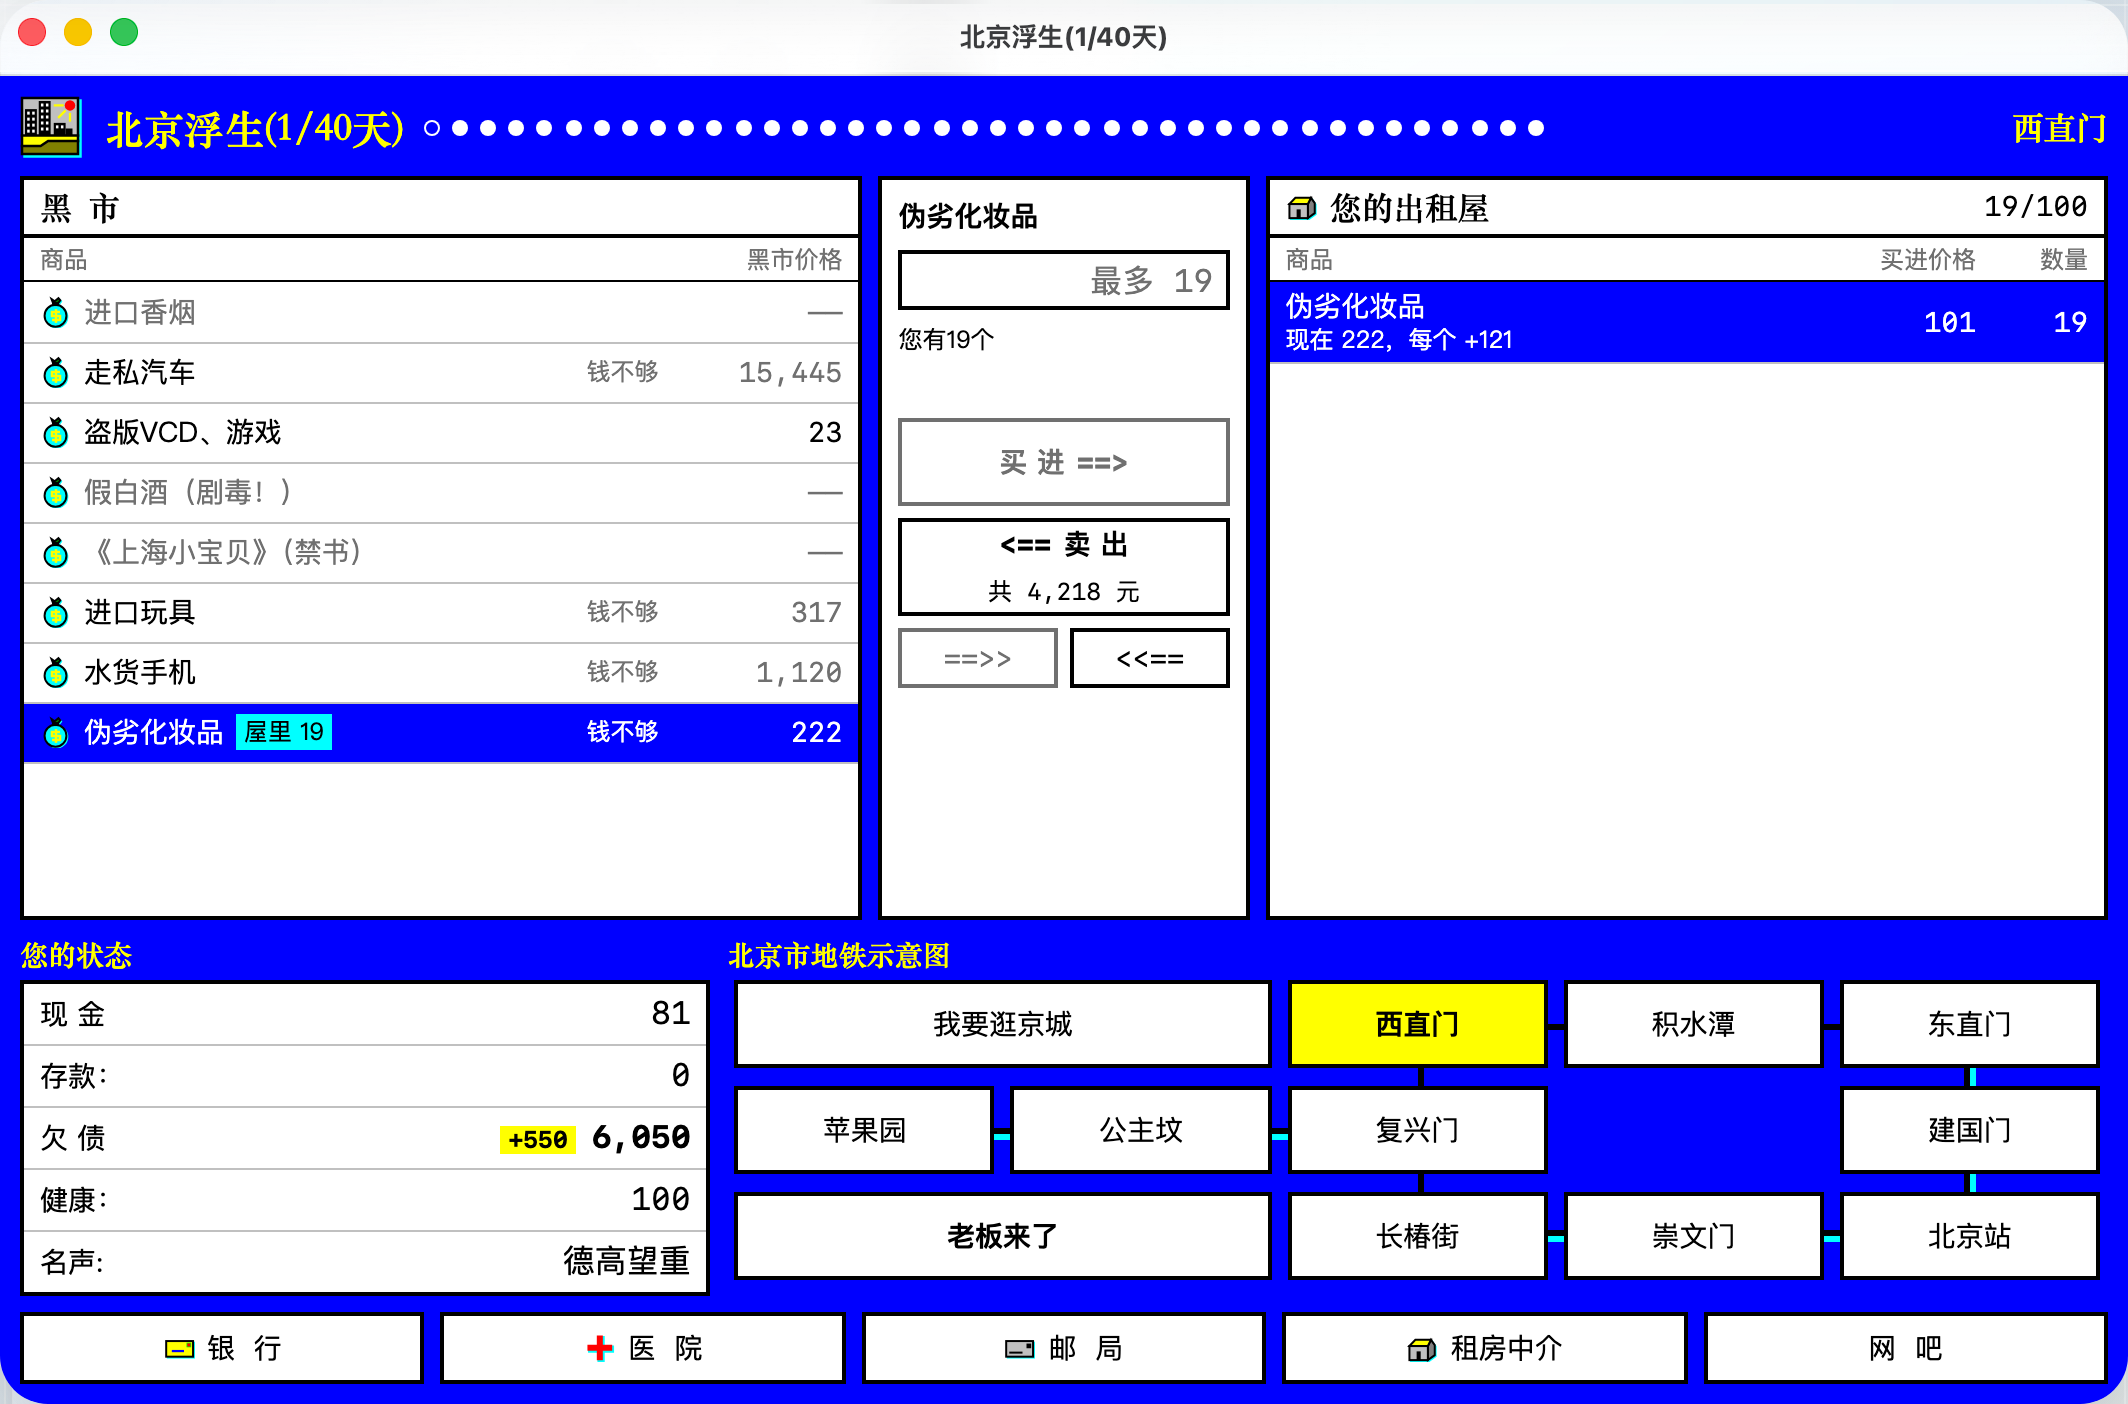 北京浮生(1/40天)
北京浮生(1/40天)
西直门
黑 市
商品 黑市价格
进口香烟 ——
走私汽车 钱不够 15,445
盗版VCD、游戏 23
假白酒（剧毒！） ——
《上海小宝贝》（禁书） ——
进口玩具 钱不够 317
水货手机 钱不够 1,120
伪劣化妆品 屋里 19 钱不够 222
伪劣化妆品
最多 19
您有19个
买 进 ==>
<== 卖 出
共 4,218 元
==>> <<==
您的出租屋 19/100
商品 买进价格 数量
伪劣化妆品 101 19
现在 222，每个 +121
您的状态
现 金 81
存款： 0
欠 债 +550 6,050
健康： 100
名声: 德高望重
北京市地铁示意图
我要逛京城 西直门 积水潭 东直门
苹果园 公主坟 复兴门 建国门
老板来了 长椿街 崇文门 北京站
银 行 医 院 邮 局 租房中介 网 吧